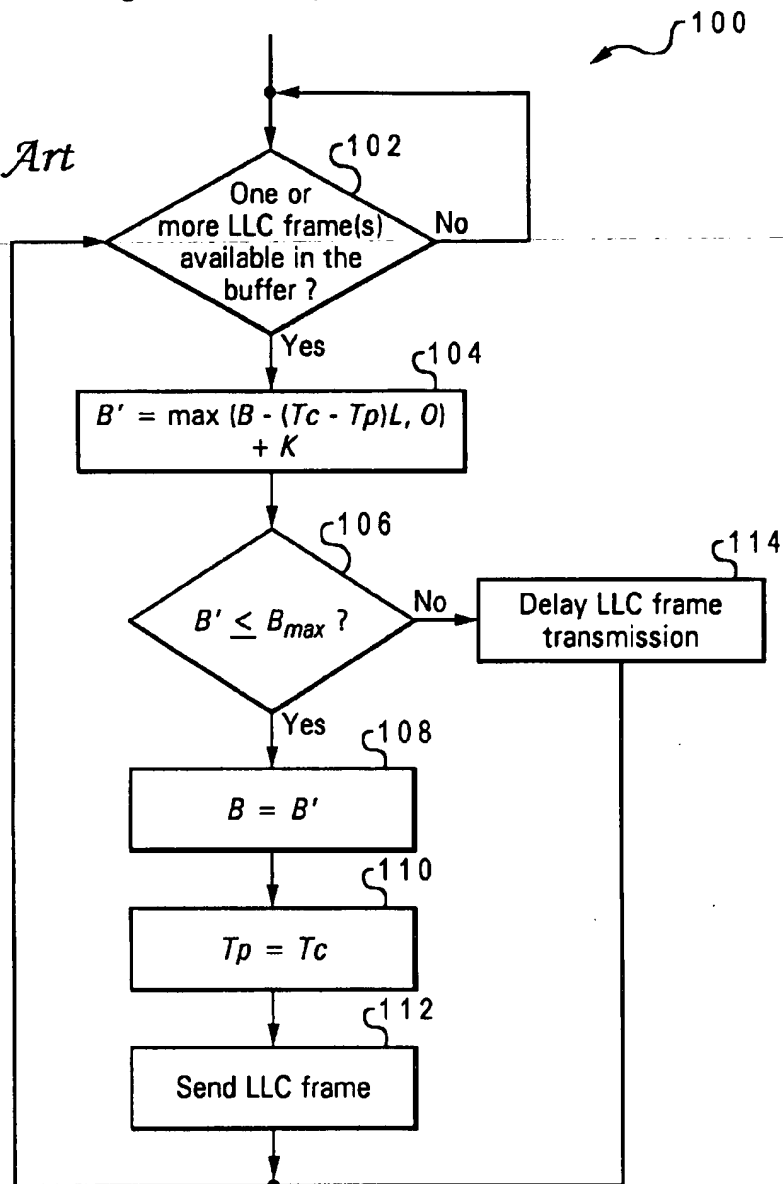 100
Art
102
One or
more LLC frame(s)
available in the
buffer ?
No
Yes
104
B' = max (B - (Tc - Tp)L, O)
+ K
106
B' ≤ Bmax ?
No
114
Delay LLC frame
transmission
Yes
108
B = B'
110
Tp = Tc
112
Send LLC frame